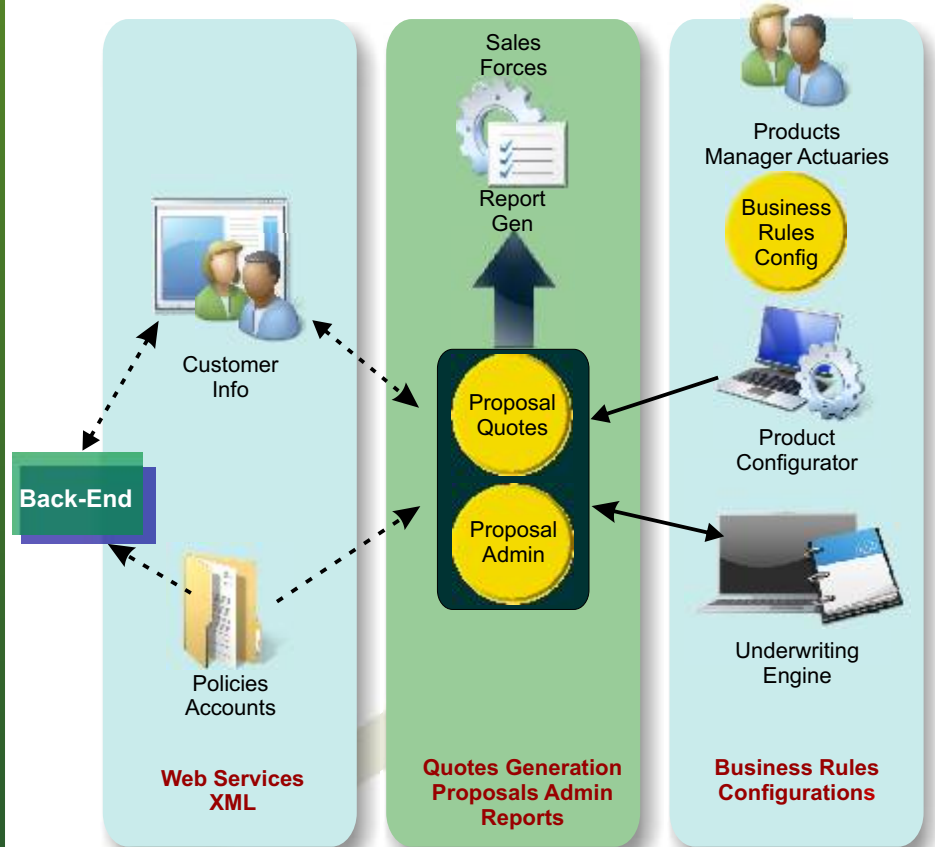 Customer
Info
Back-End
Policies
Accounts
Web Services
XML
Sales
Forces
Report
Gen
Proposal
Quotes
Proposal
Admin
Quotes Generation
Proposals Admin
Reports
Products
Manager Actuaries
Business
Rules
Config
Product
Configurator
Underwriting
Engine
Business Rules
Configurations